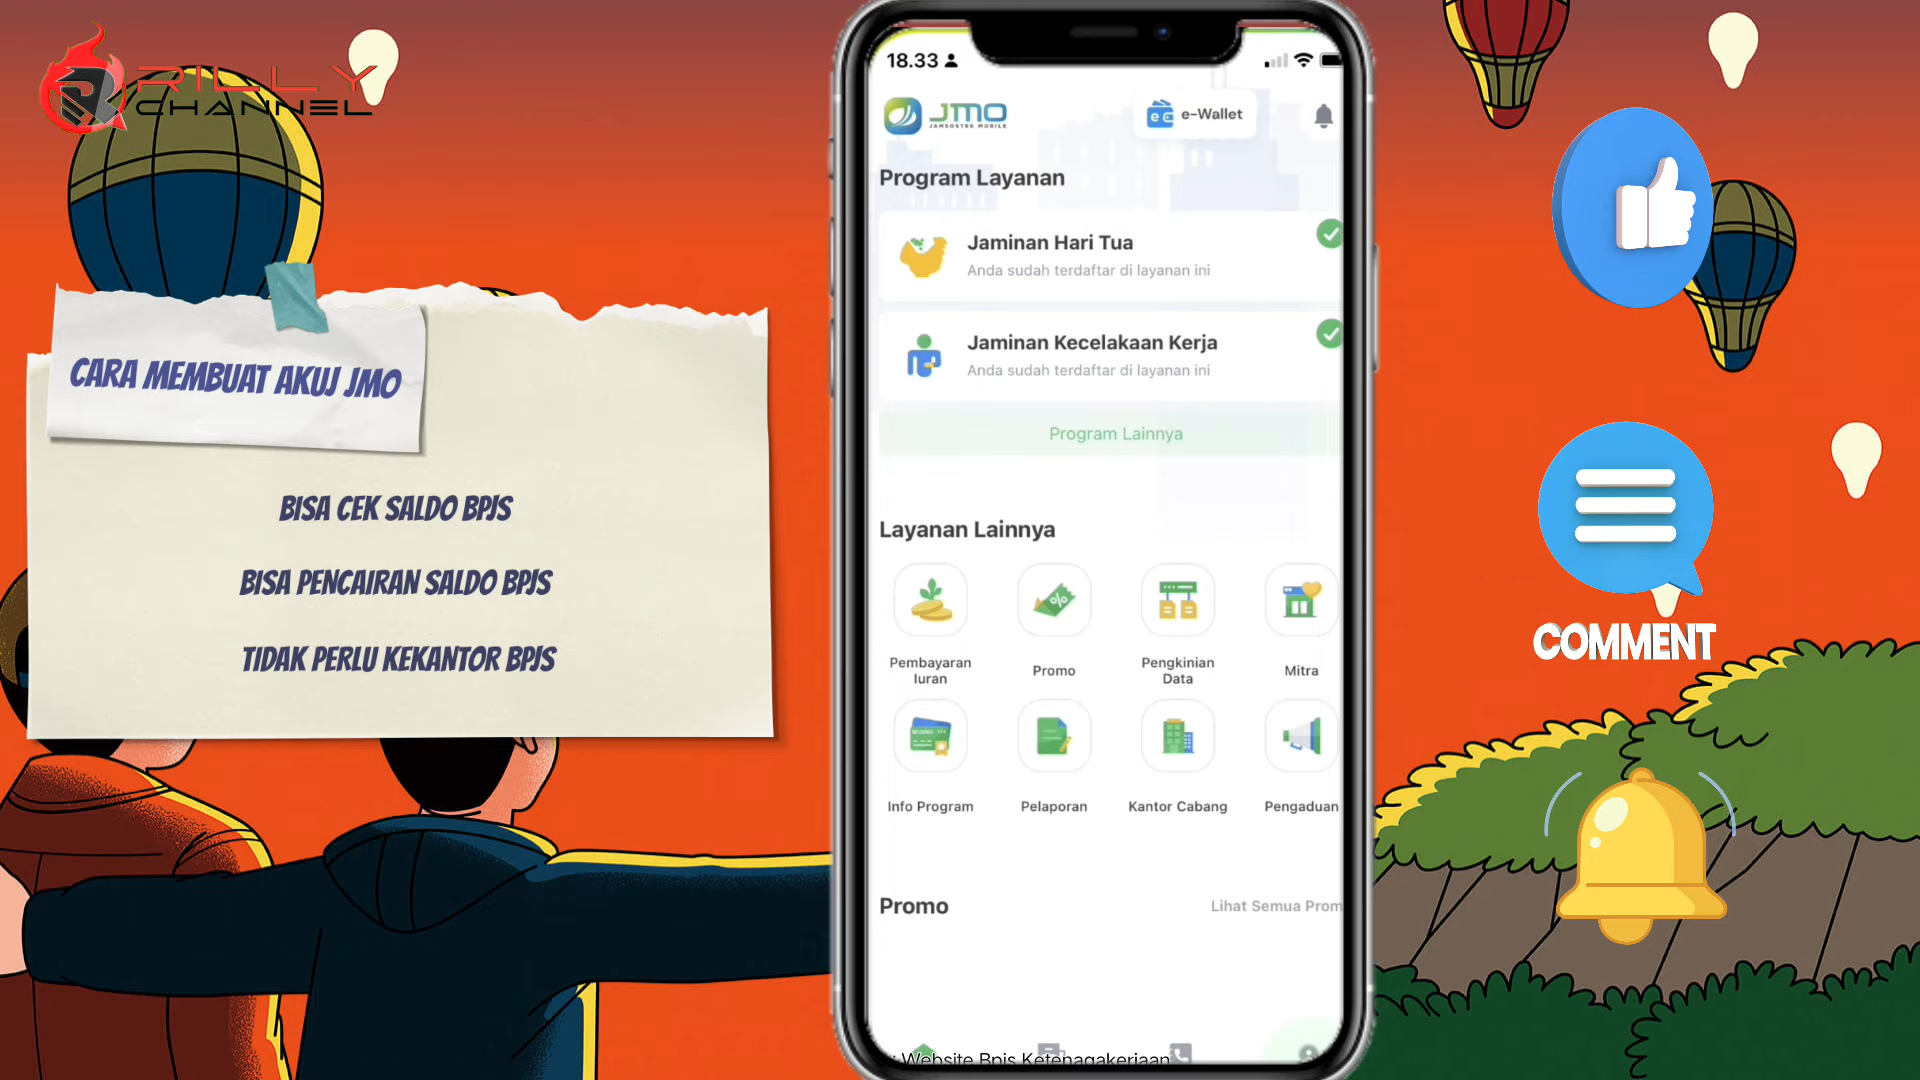 RILLY
CHANNEL
CARA MEMBUAT AKUJ JMO
BISA CEK SALDO BPJS
BISA PENCAIRAN SALDO BPJS
TIDAK PERLU KEKANTOR BPJS
18.33
JMO
JAMSOSTEK MOBILE
e-Wallet
Program Layanan
Jaminan Hari Tua
Anda sudah terdaftar di layanan ini
Jaminan Kecelakaan Kerja
Anda sudah terdaftar di layanan ini
Program Lainnya
Layanan Lainnya
Pembayaran Iuran
Promo
Pengkinian Data
Mitra
Info Program
Pelaporan
Kantor Cabang
Pengaduan
Promo
Lihat Semua Prom
: Website Bpjs Ketenagakerjaan
COMMENT